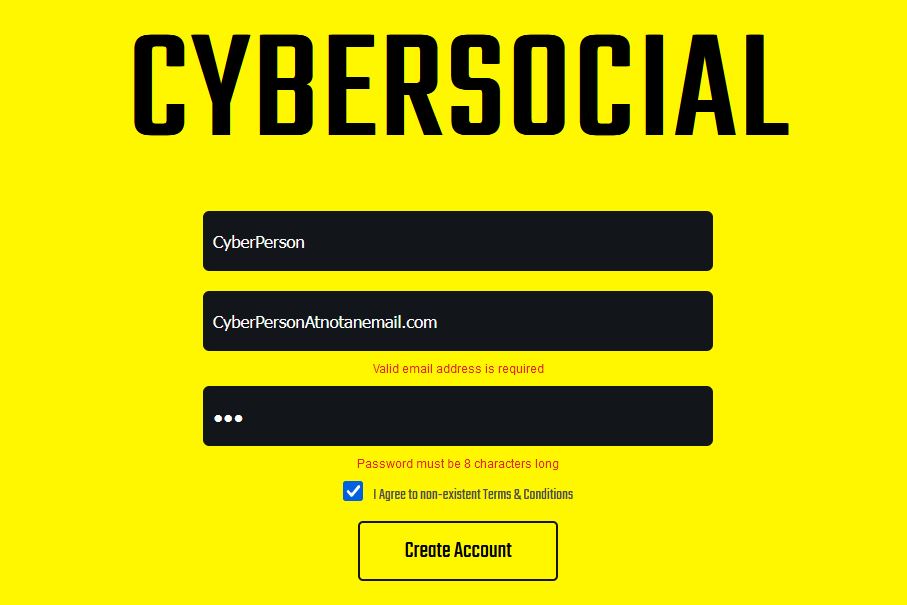 CYBERSOCIAL
CyberPerson
CyberPersonAtnotanemail.com
Valid email address is required
●●●
Password must be 8 characters long
I Agree to non-existent Terms & Conditions
Create Account